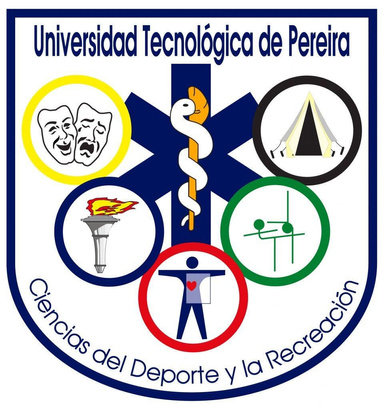 Universidad Tecnológica de Pereira
Ciencias del Deporte y la Recreación